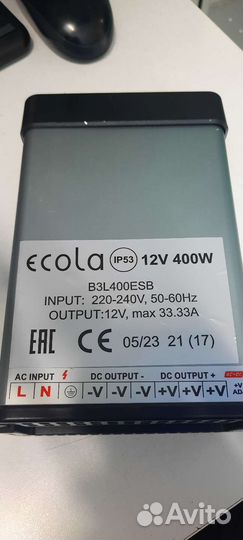 ecola IP53 12V 400W
B3L400ESB
INPUT: 220-240V, 50-60Hz
OUTPUT:12V, max 33.33A
EAC CE 05/23 21 (17)
AC INPUT DC OUTPUT - DC OUTPUT +
L N -V -V -V +V +V +V +V
Avito